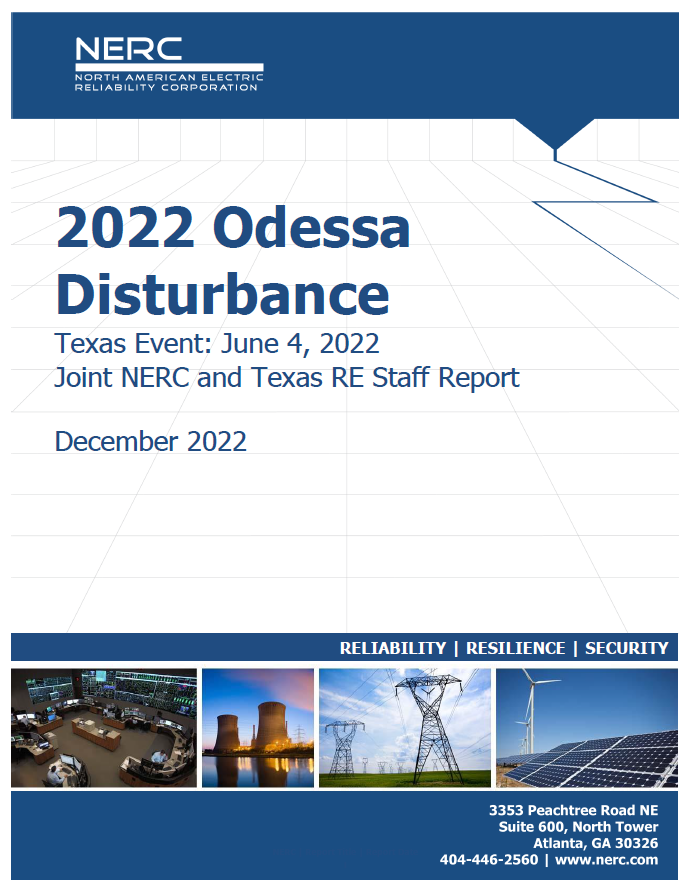 NERC
NORTH AMERICAN ELECTRIC
RELIABILITY CORPORATION
2022 Odessa
Disturbance
Texas Event: June 4, 2022
Joint NERC and Texas RE Staff Report
December 2022
RELIABILITY | RESILIENCE | SECURITY
3353 Peachtree Road NE
Suite 600, North Tower
Atlanta, GA 30326
404-446-2560 | www.nerc.com